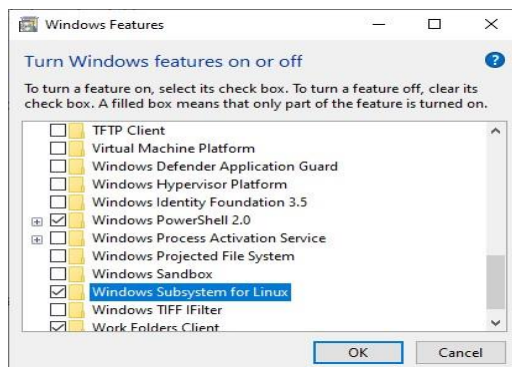 Windows Features
Turn Windows features on or off
To turn a feature on, select its check box. To turn a feature off, clear its
check box. A filled box means that only part of the feature is turned on.
TFTP Client
Virtual Machine Platform
Windows Defender Application Guard
Windows Hypervisor Platform
Windows Identity Foundation 3.5
Windows PowerShell 2.0
Windows Process Activation Service
Windows Projected File System
Windows Sandbox
Windows Subsystem for Linux
Windows TIFF IFilter
Work Folders Client
OK Cancel